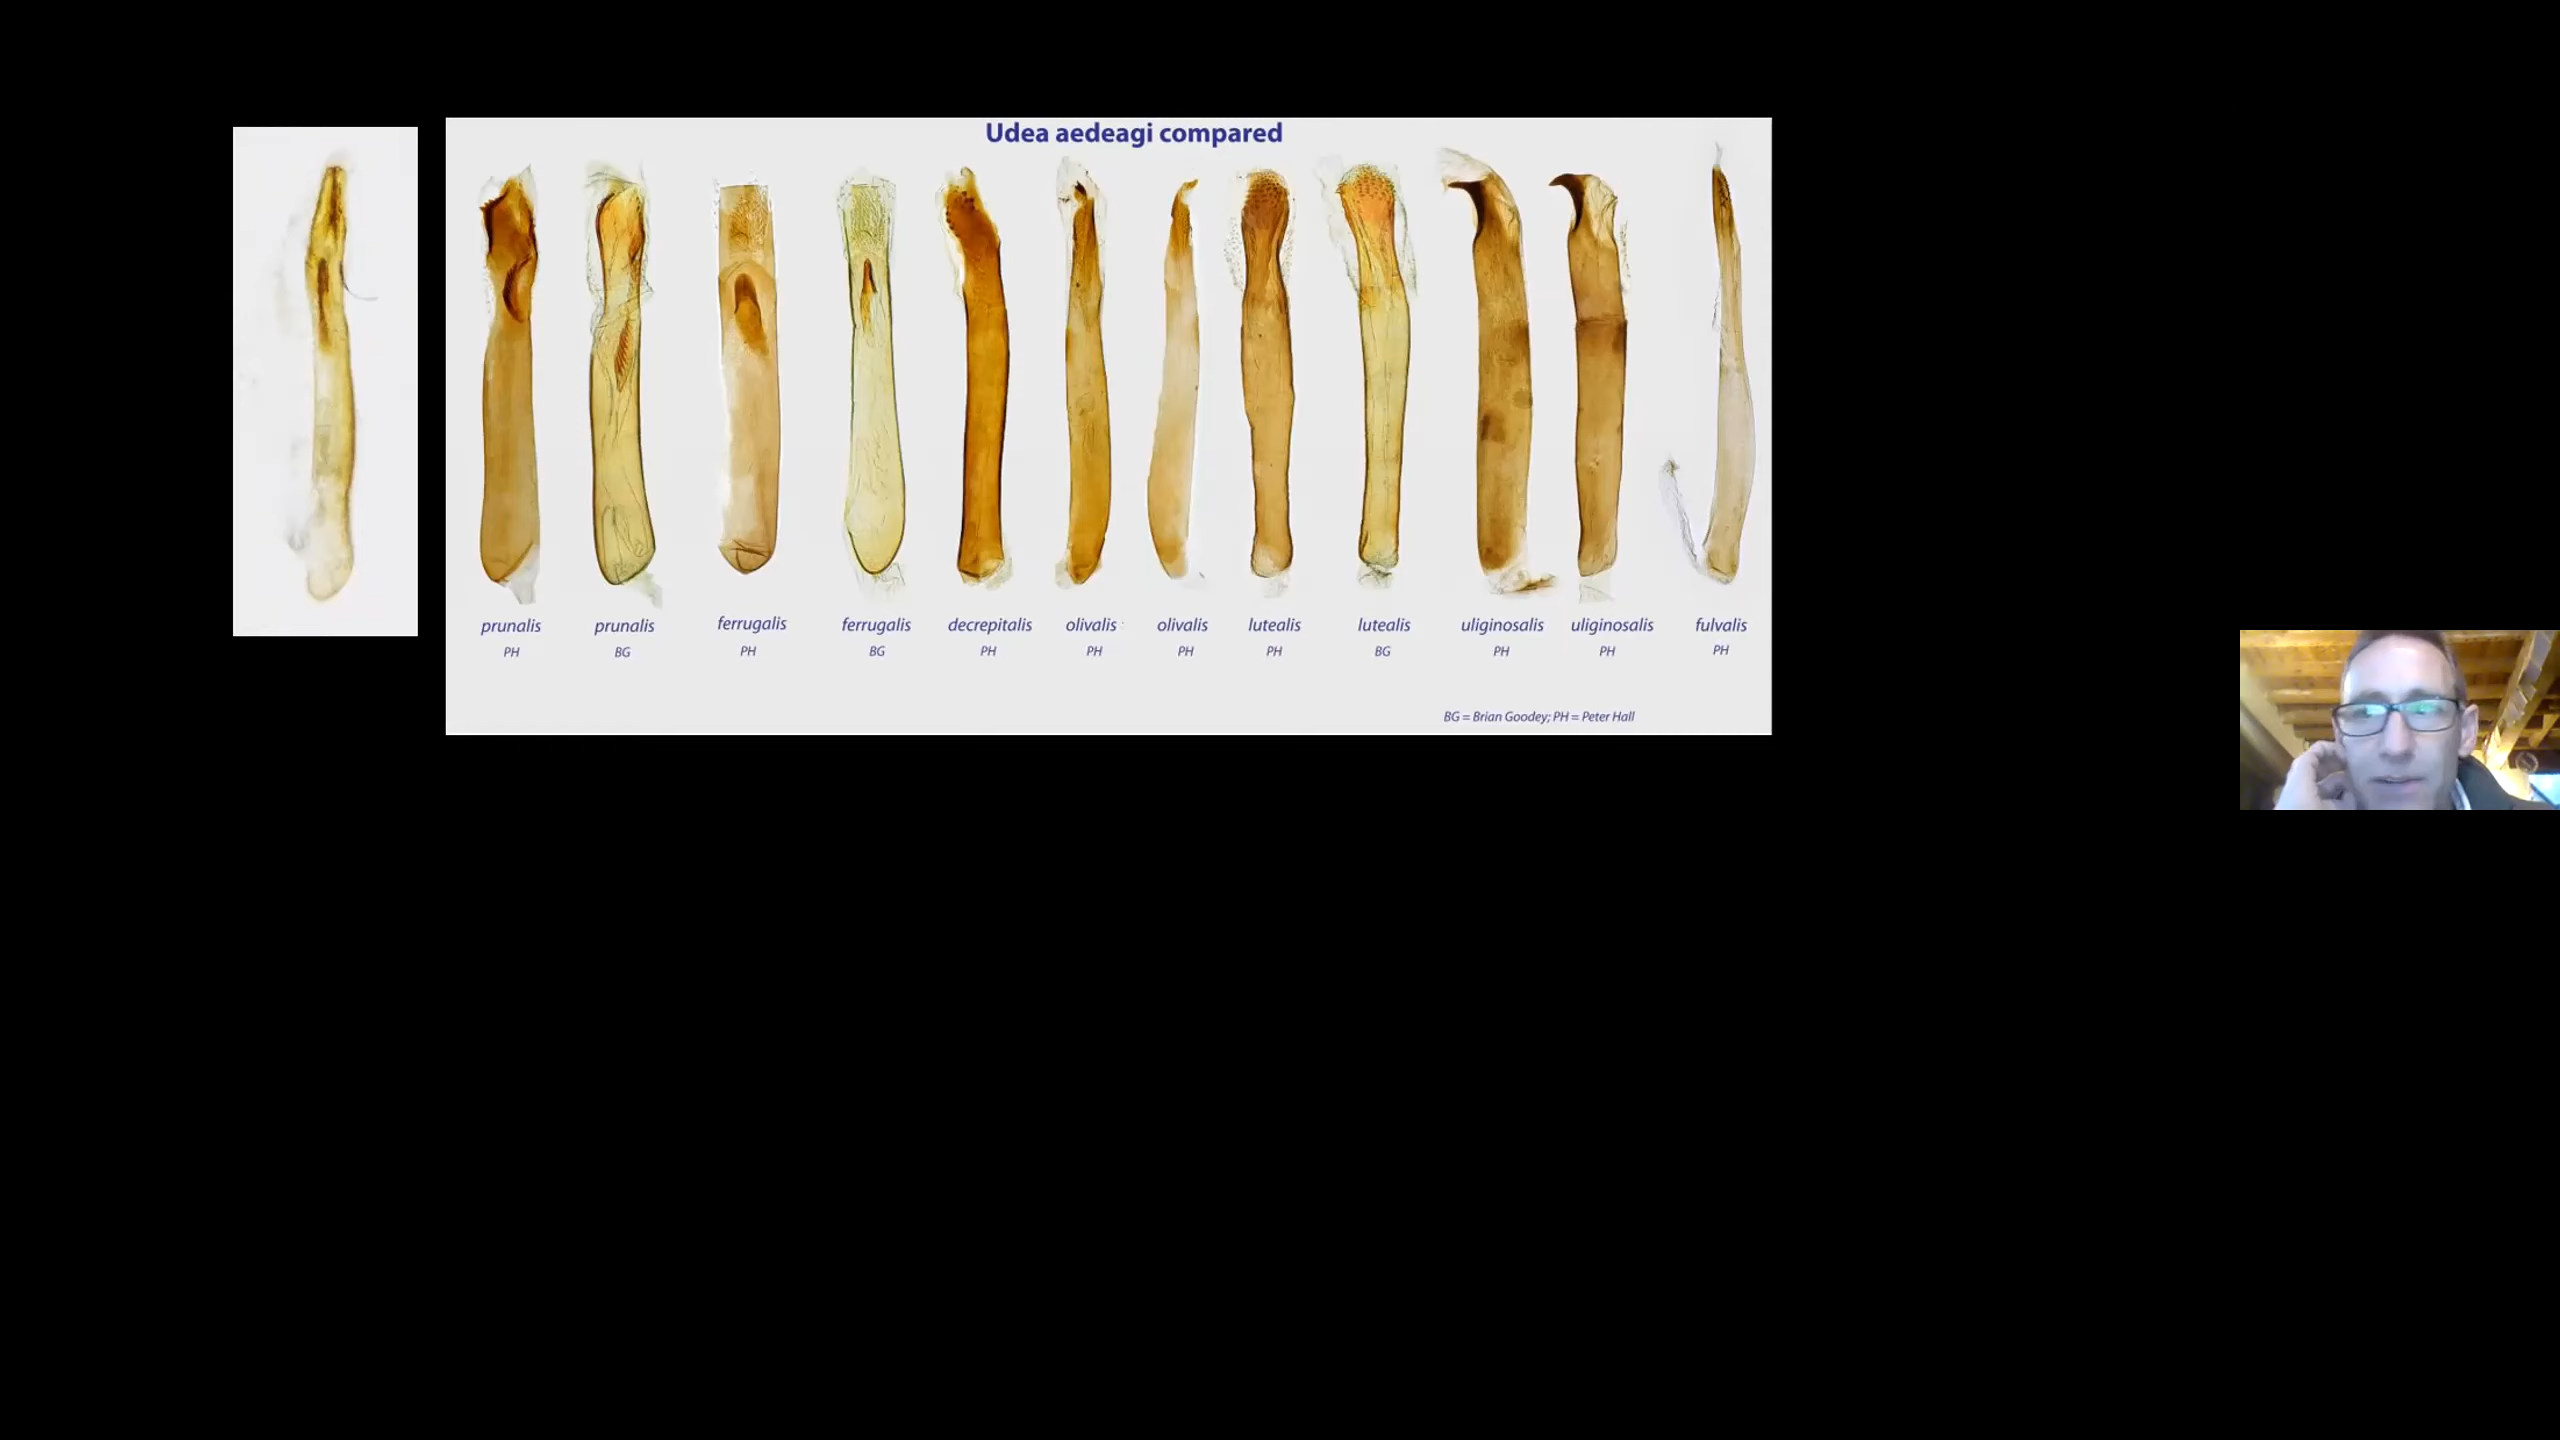 Udea aedeagi compared
prunalis prunalis ferrugalis ferrugalis decrepitalis olivalis olivalis lutealis lutealis uliginosalis uliginosalis fulvalis
PH BG PH BG PH PH PH PH BG PH PH PH
BG = Brian Goodey; PH = Peter Hall